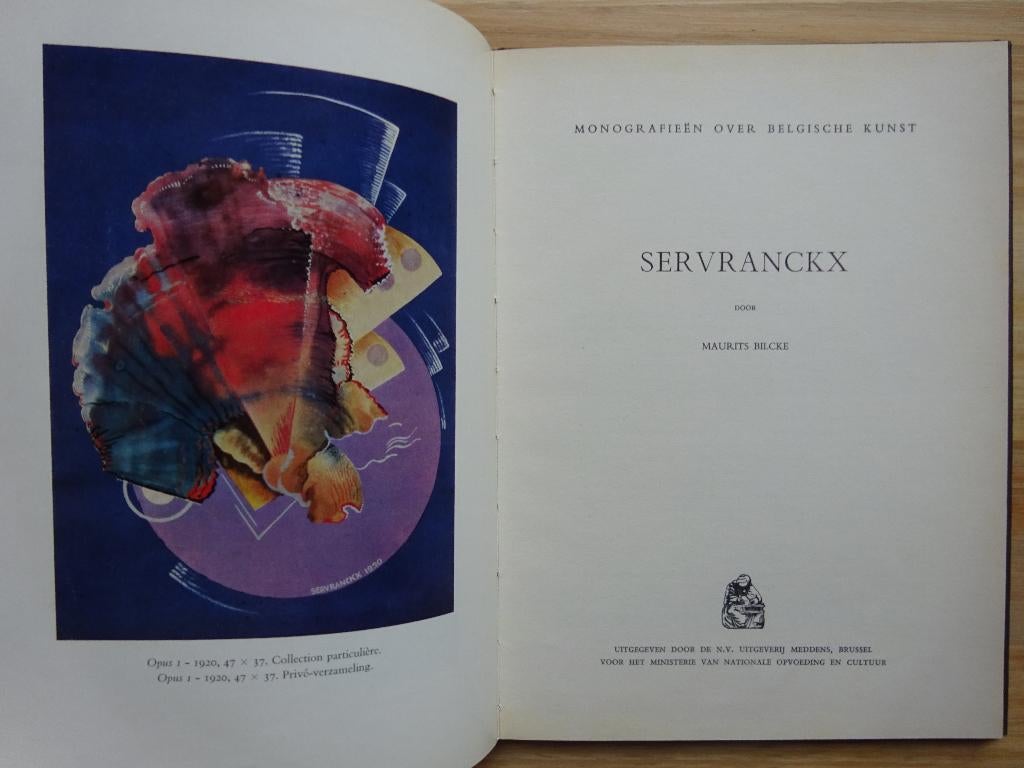 SERVRANCKX 1920
Opus 1 - 1920, 47 × 37. Collection particulière.
Opus 1 - 1920, 47 × 37. Privé-verzameling.
MONOGRAFIEËN OVER BELGISCHE KUNST
SERVRANCKX
DOOR
MAURITS BILCKE
UITGEGEVEN DOOR DE N.V. UITGEVERIJ MEDDENS, BRUSSEL
VOOR HET MINISTERIE VAN NATIONALE OPVOEDING EN CULTUUR